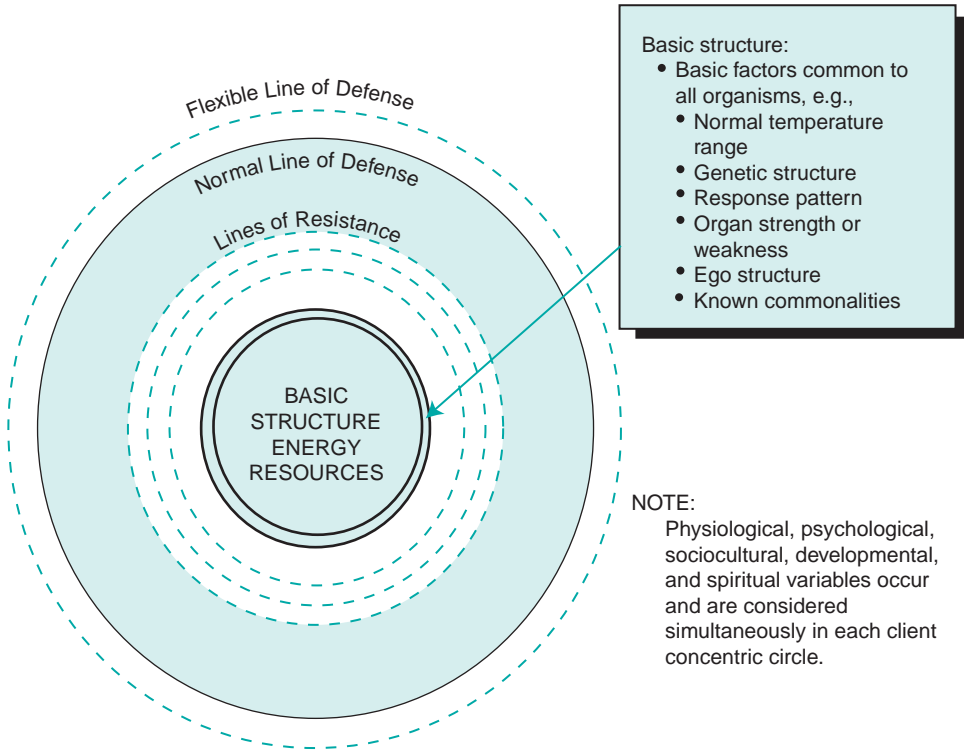 Flexible Line of Defense
Normal Line of Defense
Lines of Resistance
BASIC
STRUCTURE
ENERGY
RESOURCES
Basic structure:
• Basic factors common to
all organisms, e.g.,
• Normal temperature
range
• Genetic structure
• Response pattern
• Organ strength or
weakness
• Ego structure
• Known commonalities
NOTE:
Physiological, psychological,
sociocultural, developmental,
and spiritual variables occur
and are considered
simultaneously in each client
concentric circle.